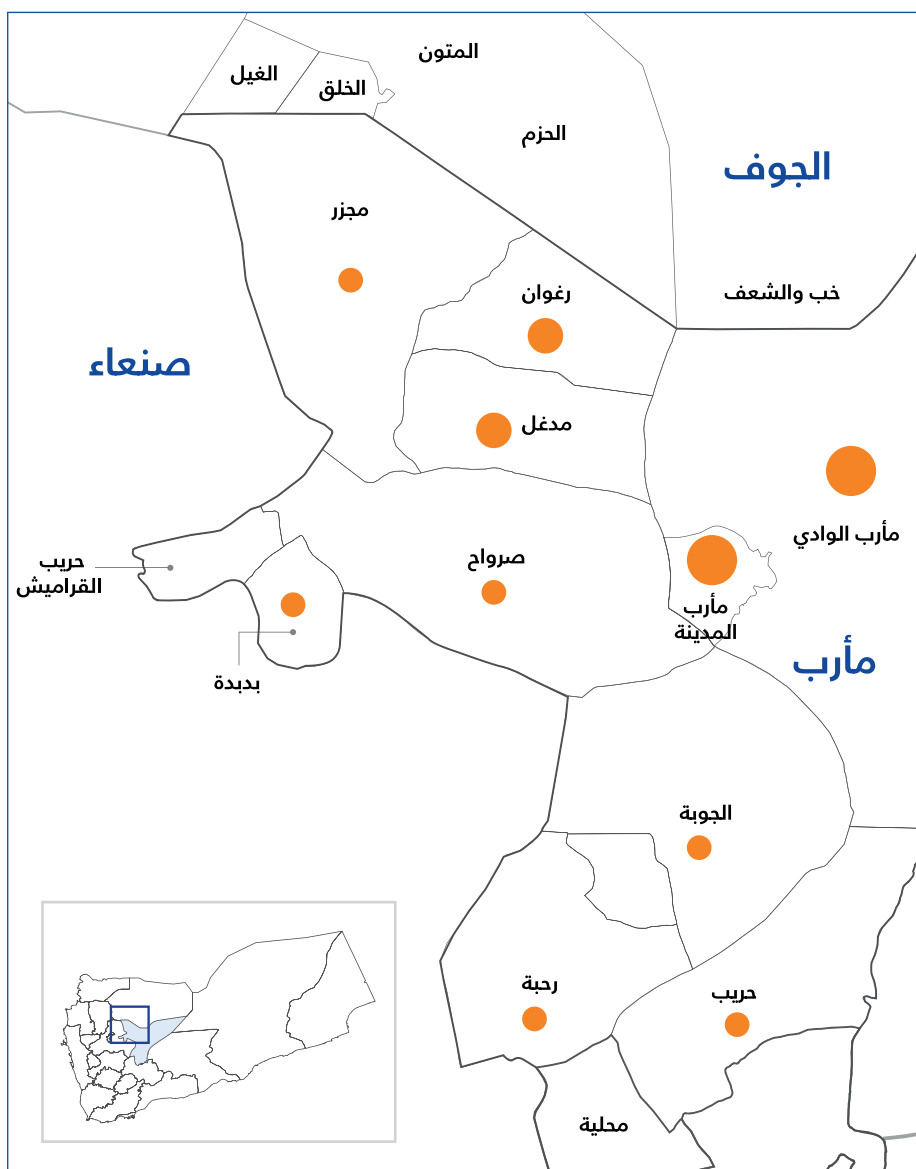 المتون
الغيل
الخلق
الحزم
الجوف
مجزر
خب والشعف
رغوان
صنعاء
مدغل
مأرب الوادي
صرواح
حريب
القراميش
مأرب
المدينة
مأرب
بدبدة
الجوبة
رحبة
حريب
محلية